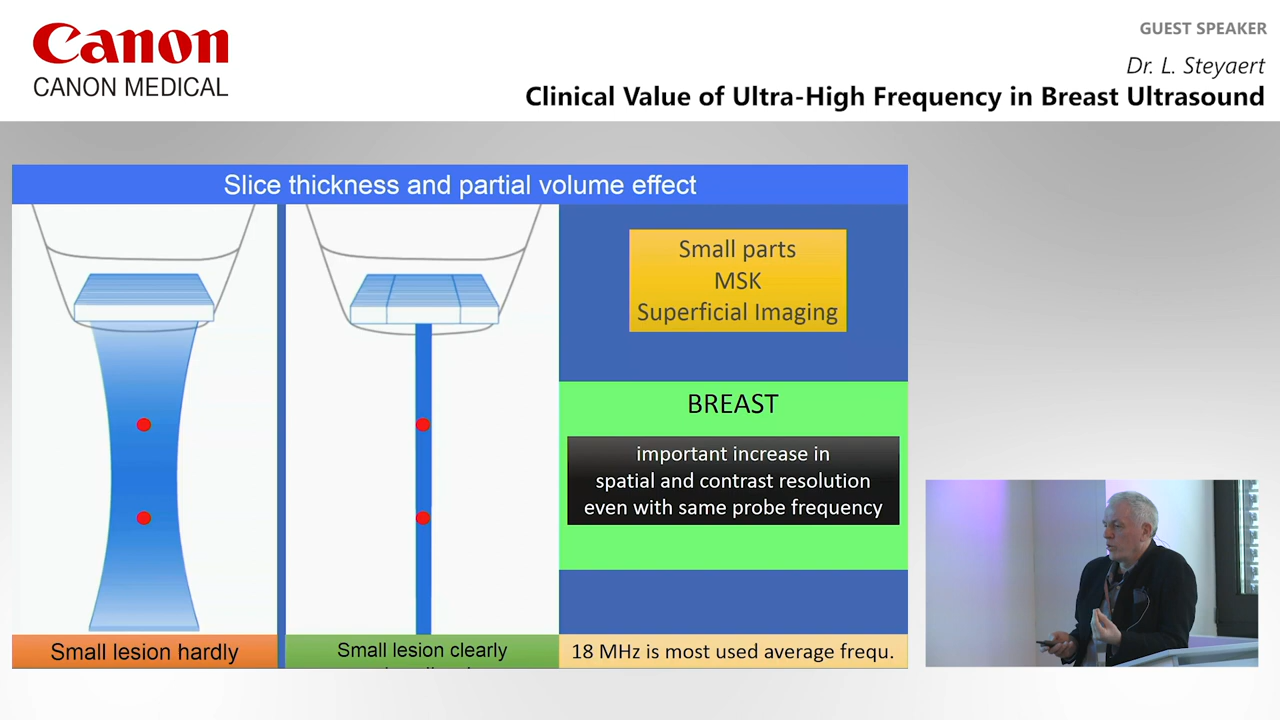 Canon
CANON MEDICAL
GUEST SPEAKER
Dr. L. Steyaert
Clinical Value of Ultra-High Frequency in Breast Ultrasound
Slice thickness and partial volume effect
Small parts
MSK
Superficial Imaging
BREAST
important increase in
spatial and contrast resolution
even with same probe frequency
Small lesion hardly
Small lesion clearly
18 MHz is most used average frequ.